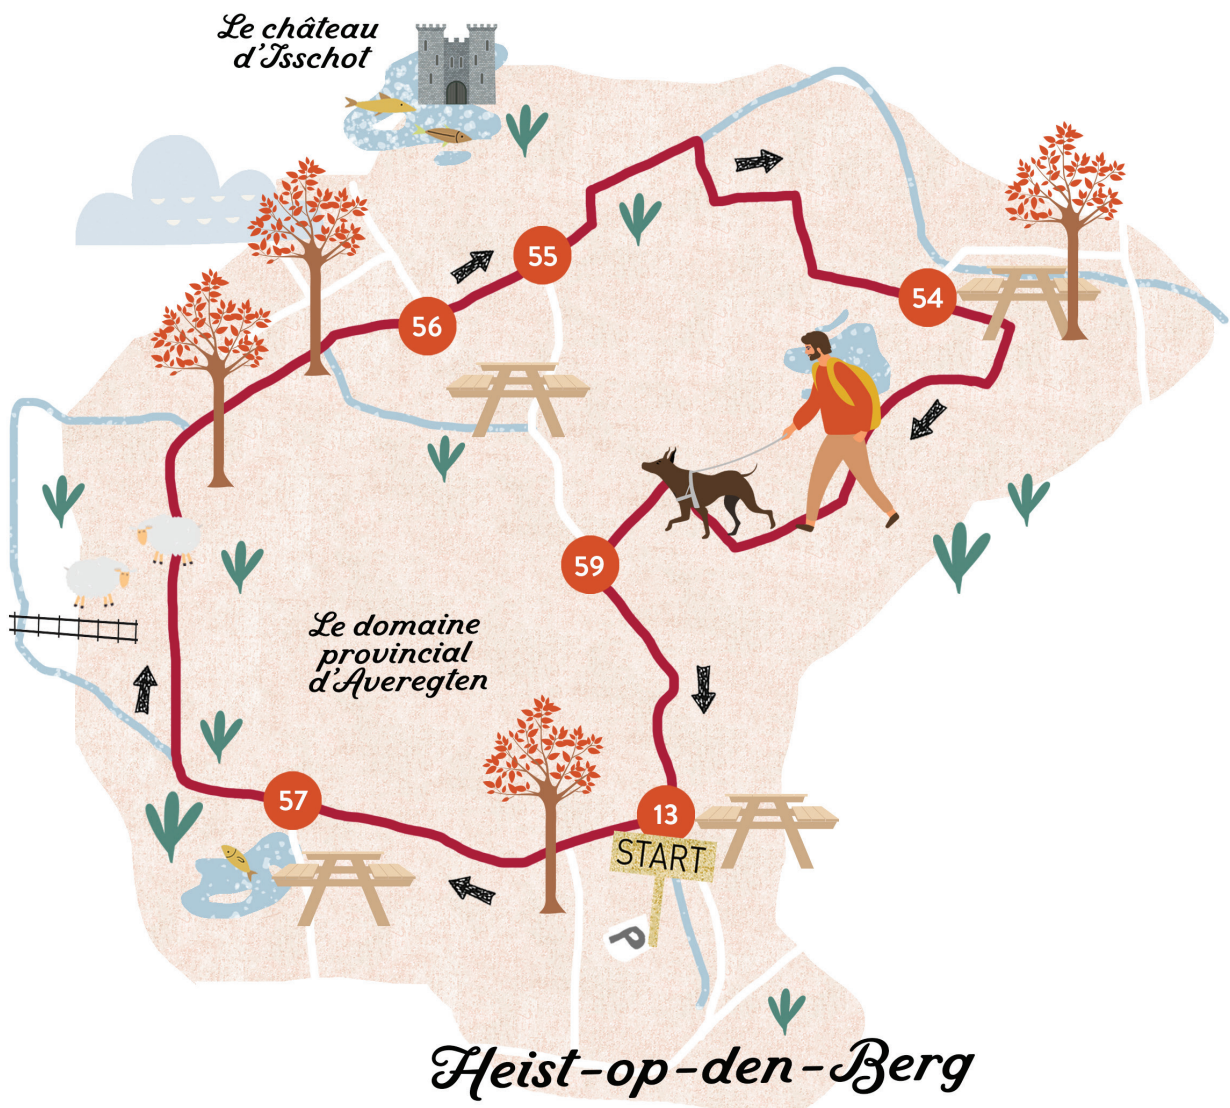 Le château
d'Isschot
55
54
56
59
Le domaine
provincial
d'Averegten
57
13
START
P
Heist-op-den-Berg